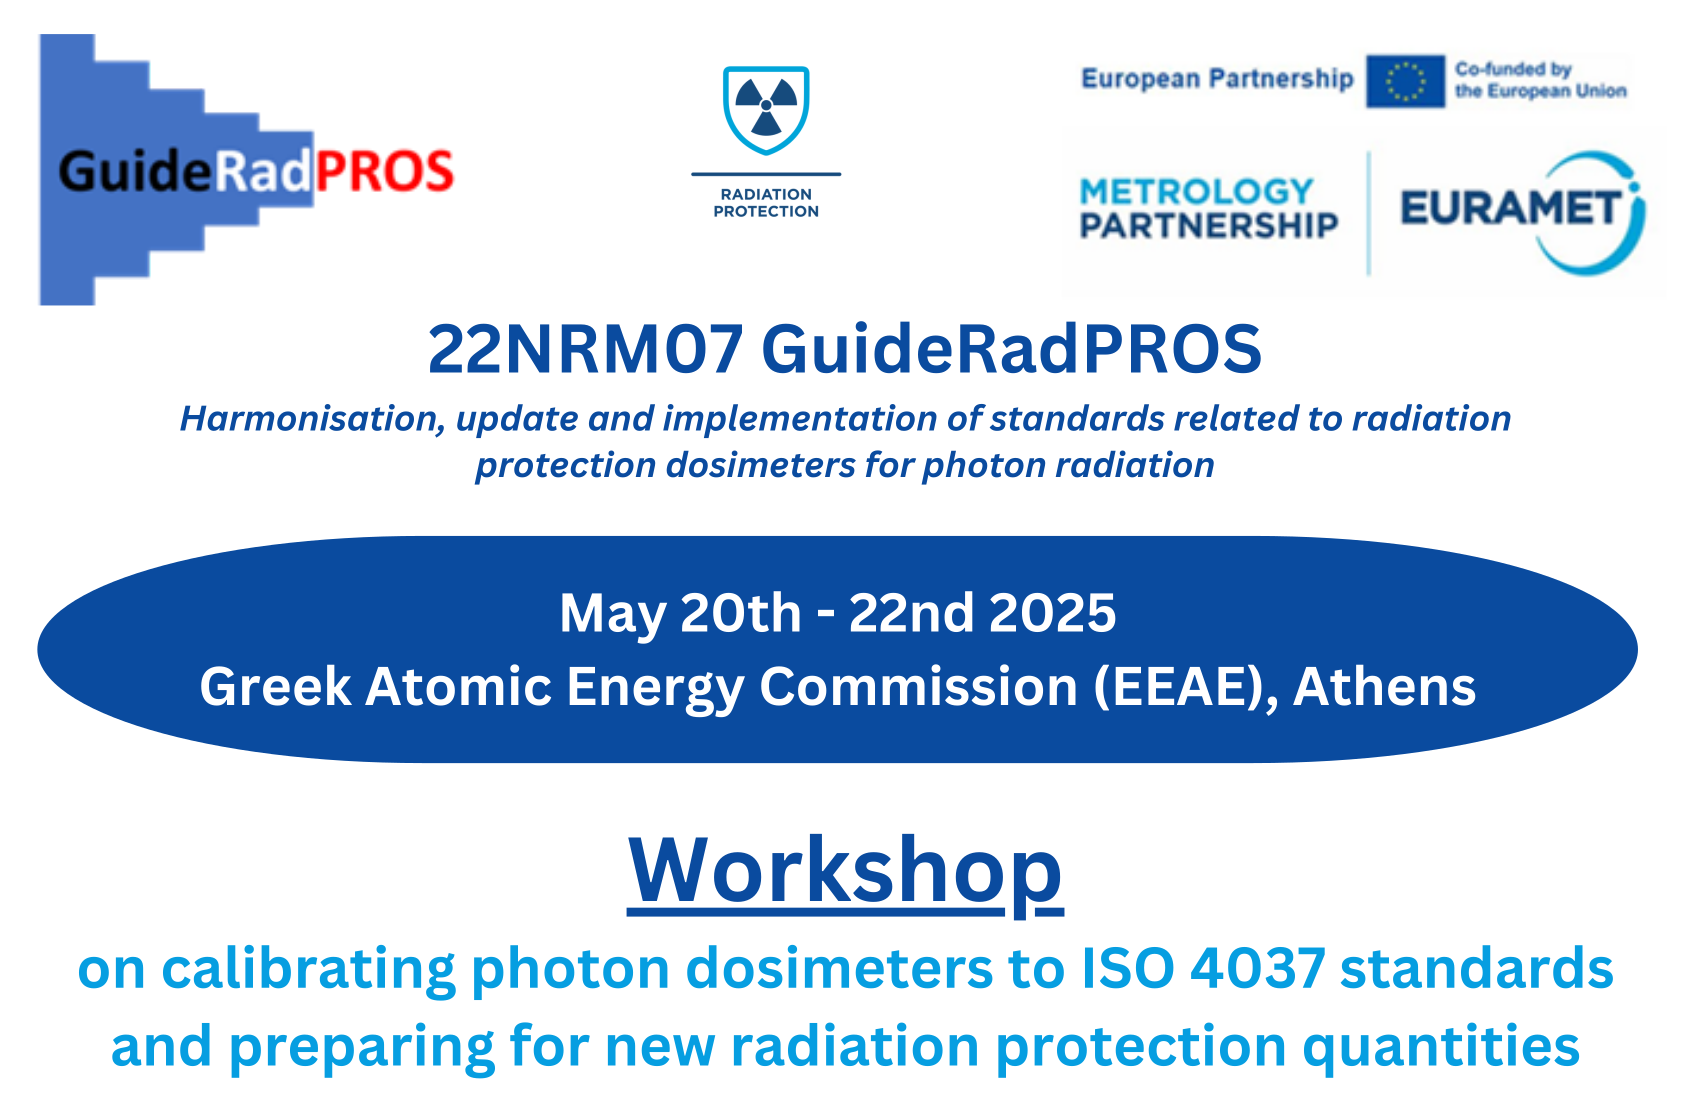 GuideRadPROS
RADIATION
PROTECTION
European Partnership
Co-funded by
the European Union
METROLOGY
PARTNERSHIP
EURAMET
22NRM07 GuideRadPROS
Harmonisation, update and implementation of standards related to radiation
protection dosimeters for photon radiation
May 20th - 22nd 2025
Greek Atomic Energy Commission (EEAE), Athens
Workshop
on calibrating photon dosimeters to ISO 4037 standards
and preparing for new radiation protection quantities